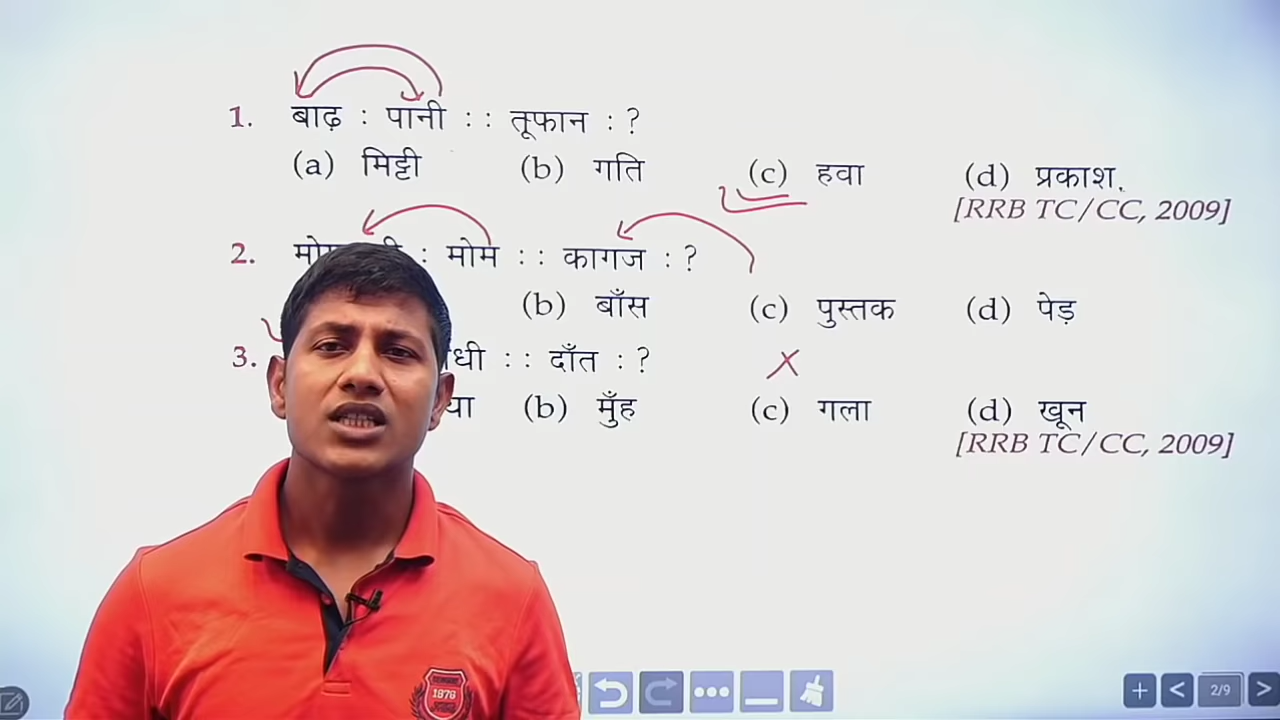 1. बाढ़ : पानी : : तूफान : ?
(a) मिट्टी (b) गति (c) हवा (d) प्रकाश
[RRB TC/CC, 2009]
2. : मोम : : कागज : ?
(b) बाँस (c) पुस्तक (d) पेड़
3. : : दाँत : ?
(b) मुँह (c) गला (d) खून
[RRB TC/CC, 2009]
1976
2/9